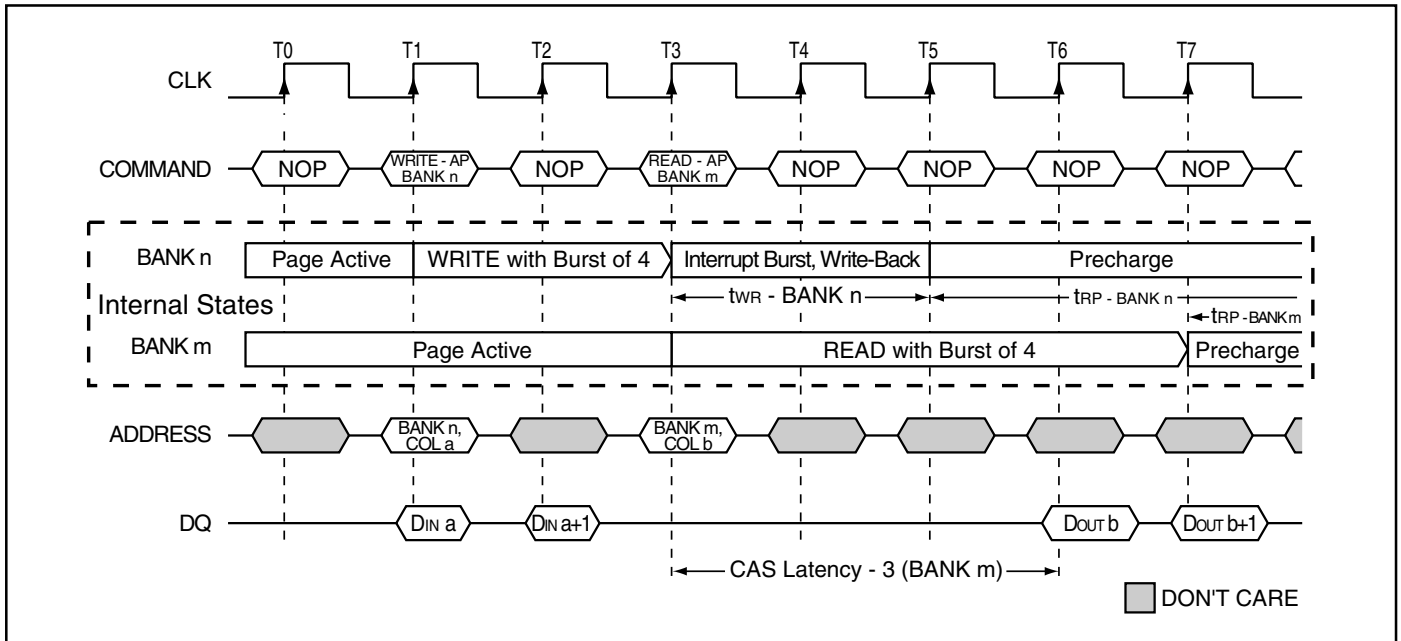 T0 T1 T2 T3 T4 T5 T6 T7
CLK
COMMAND NOP WRITE - AP BANK n NOP READ - AP BANK m NOP NOP NOP NOP
BANK n Page Active WRITE with Burst of 4 Interrupt Burst, Write-Back Precharge
Internal States tWR - BANK n tRP - BANK n
tRP - BANK m
BANK m Page Active READ with Burst of 4 Precharge
ADDRESS BANK n, COL a BANK m, COL b
DQ DIN a DIN a+1 DOUT b DOUT b+1
CAS Latency - 3 (BANK m)
DON'T CARE